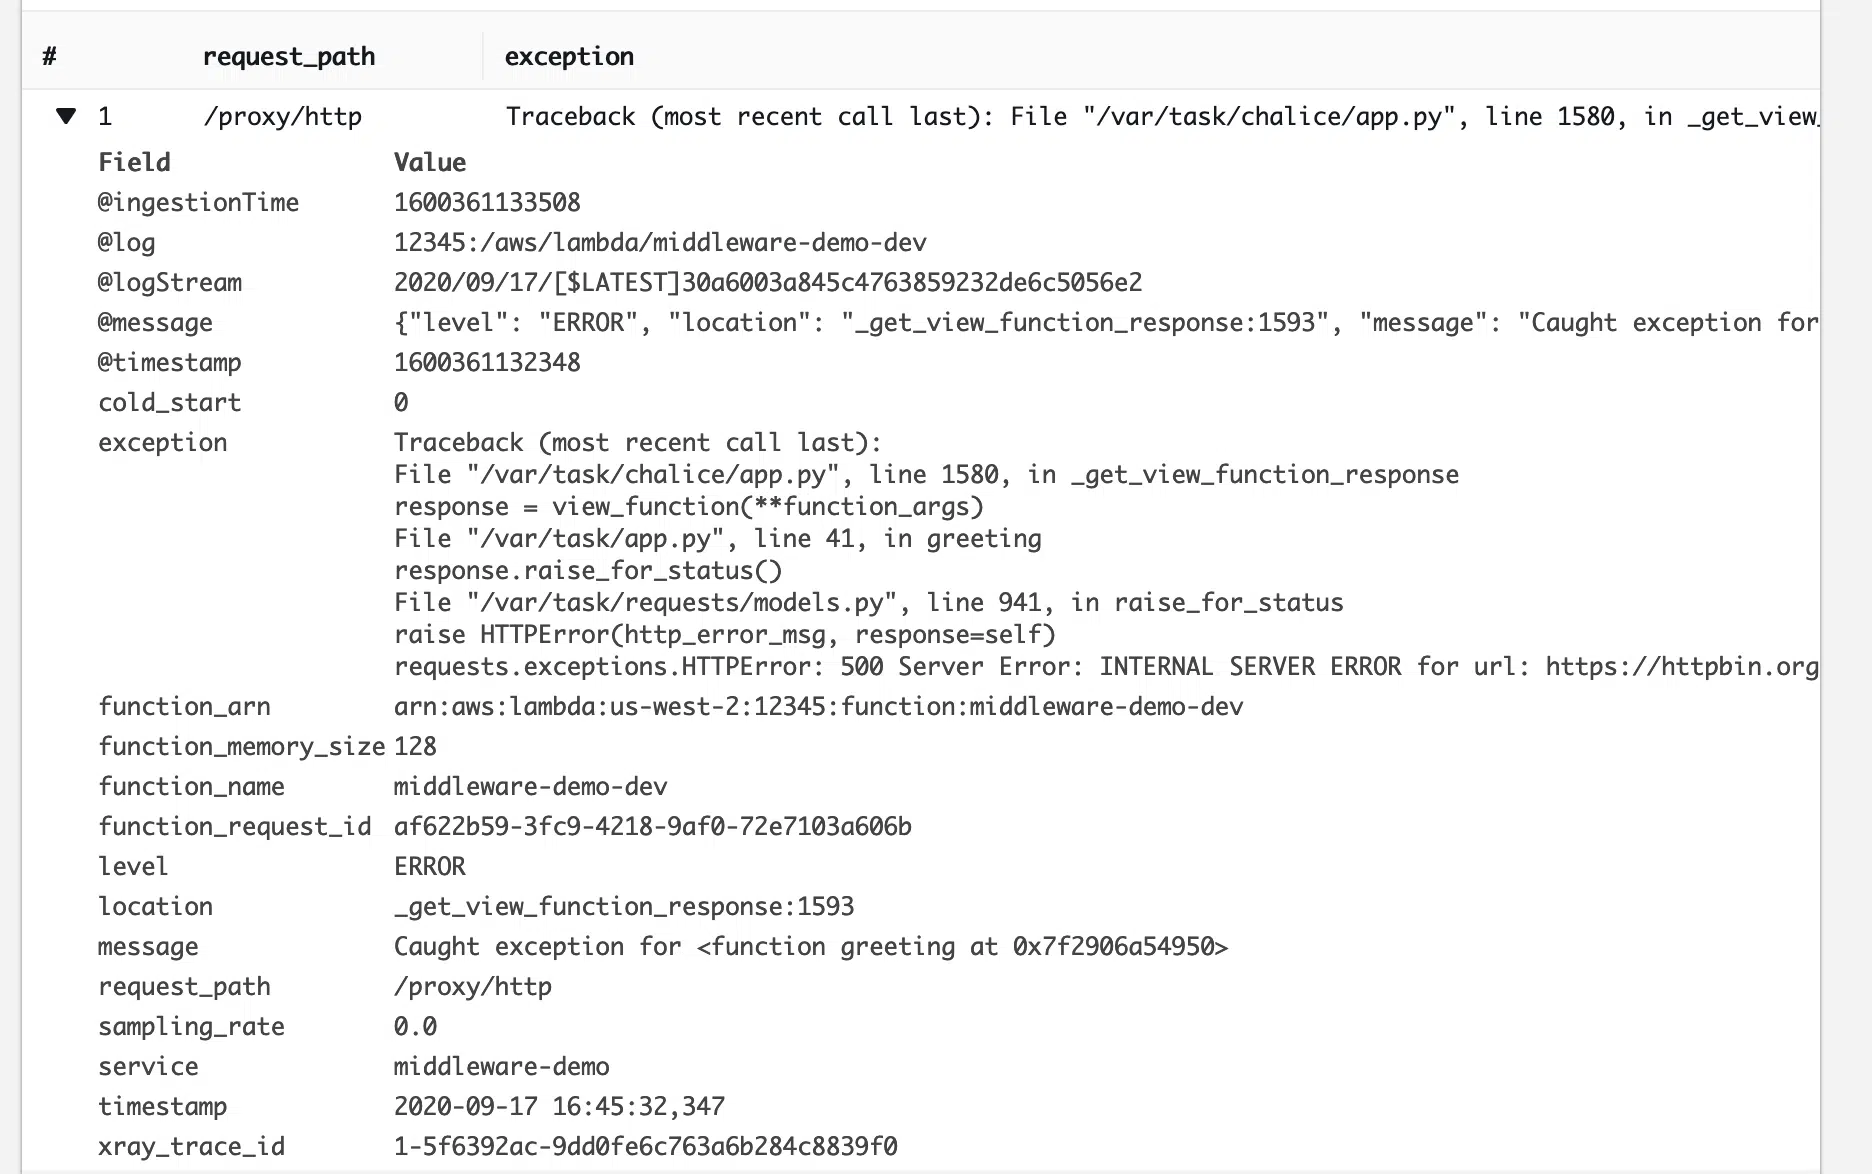 # request_path exception
1 /proxy/http Traceback (most recent call last): File "/var/task/chalice/app.py", line 1580, in _get_view_
Field Value
@ingestionTime 1600361133508
@log 12345:/aws/lambda/middleware-demo-dev
@logStream 2020/09/17/[$LATEST]30a6003a845c4763859232de6c5056e2
@message {"level": "ERROR", "location": "_get_view_function_response:1593", "message": "Caught exception for
@timestamp 1600361132348
cold_start 0
exception Traceback (most recent call last):
File "/var/task/chalice/app.py", line 1580, in _get_view_function_response
response = view_function(**function_args)
File "/var/task/app.py", line 41, in greeting
response.raise_for_status()
File "/var/task/requests/models.py", line 941, in raise_for_status
raise HTTPError(http_error_msg, response=self)
requests.exceptions.HTTPError: 500 Server Error: INTERNAL SERVER ERROR for url: https://httpbin.org
function_arn arn:aws:lambda:us-west-2:12345:function:middleware-demo-dev
function_memory_size 128
function_name middleware-demo-dev
function_request_id af622b59-3fc9-4218-9af0-72e7103a606b
level ERROR
location _get_view_function_response:1593
message Caught exception for <function greeting at 0x7f2906a54950>
request_path /proxy/http
sampling_rate 0.0
service middleware-demo
timestamp 2020-09-17 16:45:32,347
xray_trace_id 1-5f6392ac-9dd0fe6c763a6b284c8839f0